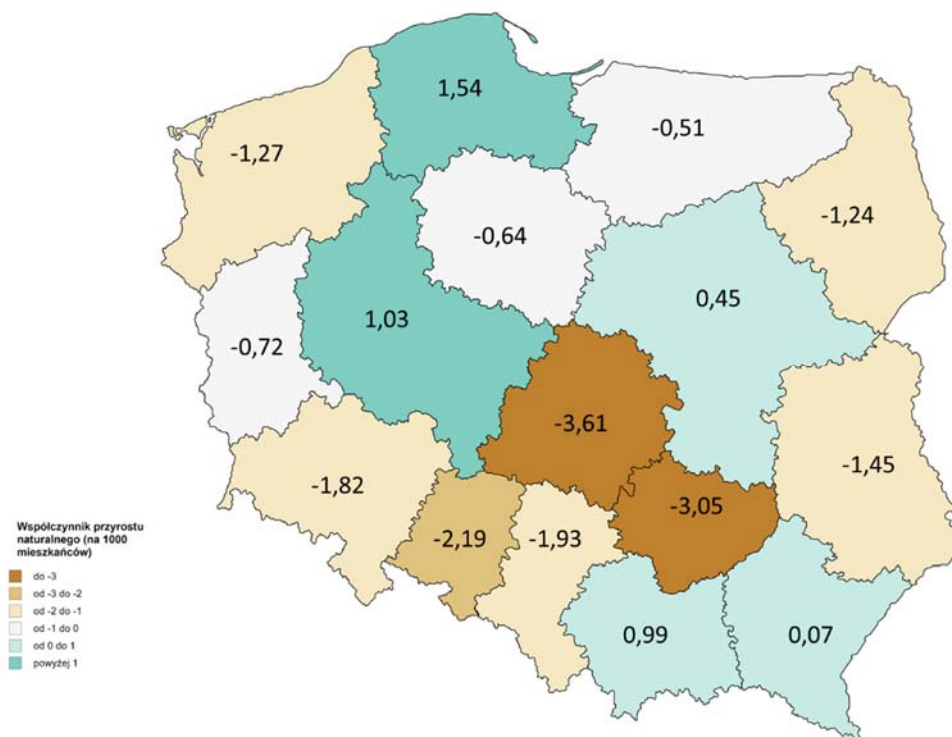 1,54
-0,51
-1,27
-1,24
-0,64
0,45
1,03
-0,72
-3,61
-1,45
-1,82
-3,05
-2,19
-1,93
0,99
0,07
Współczynnik przyrostu
naturalnego (na 1000
mieszkańców)
do -3
od -3 do -2
od -2 do -1
od -1 do 0
od 0 do 1
powyżej 1